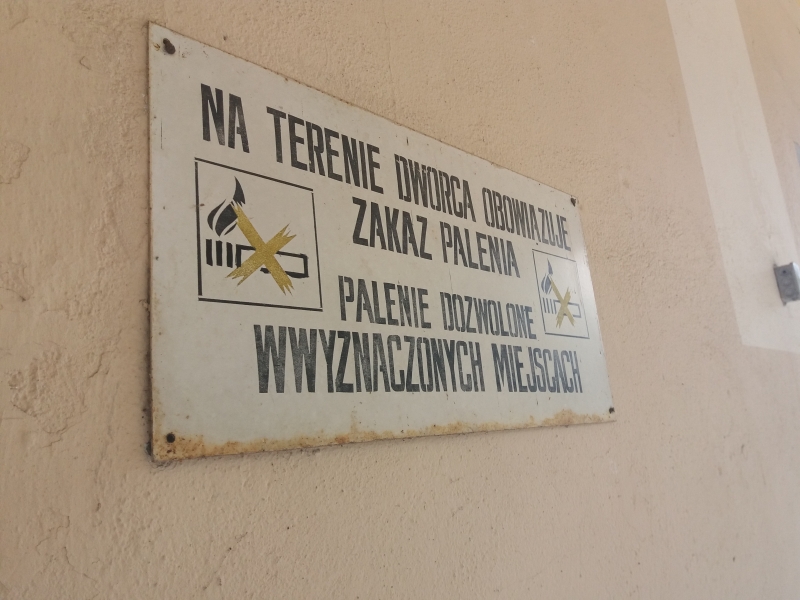 NA TERENIE DWORCA OBOWIĄZUJE
ZAKAZ PALENIA
PALENIE DOZWOLONE
WWYZNACZONYCH MIEJSCACH